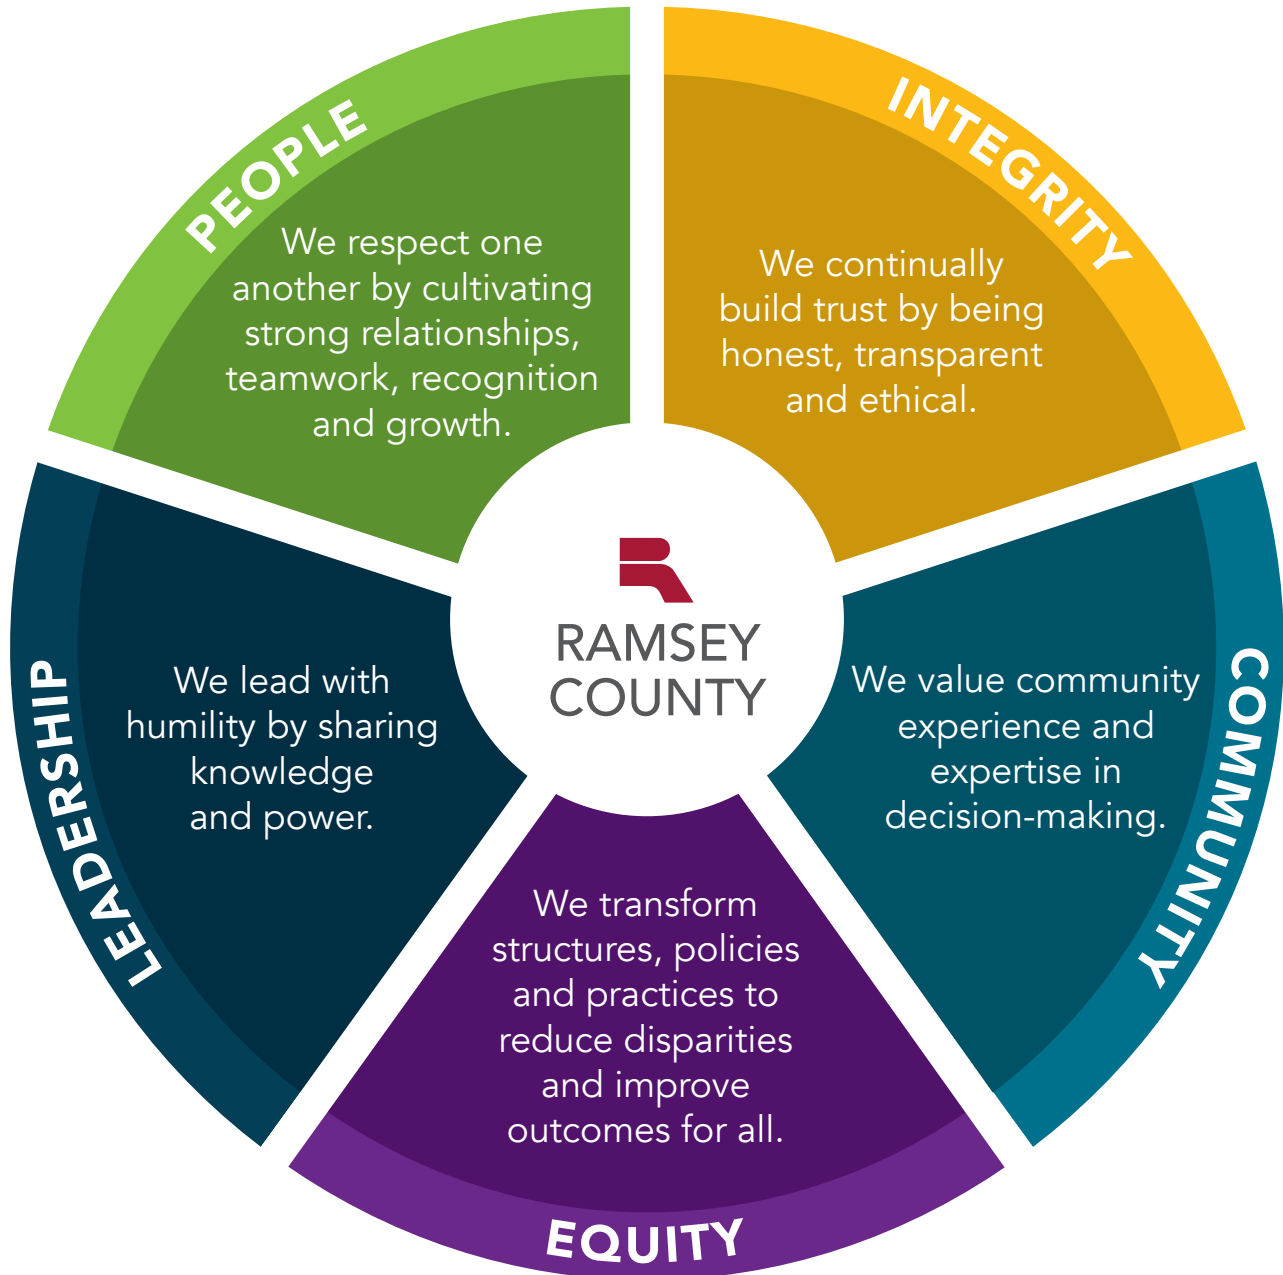 PEOPLE
We respect one
another by cultivating
strong relationships,
teamwork, recognition
and growth.
INTEGRITY
We continually
build trust by being
honest, transparent
and ethical.
COMMUNITY
We value community
experience and
expertise in
decision-making.
EQUITY
We transform
structures, policies
and practices to
reduce disparities
and improve
outcomes for all.
LEADERSHIP
We lead with
humility by sharing
knowledge
and power.
RAMSEY
COUNTY